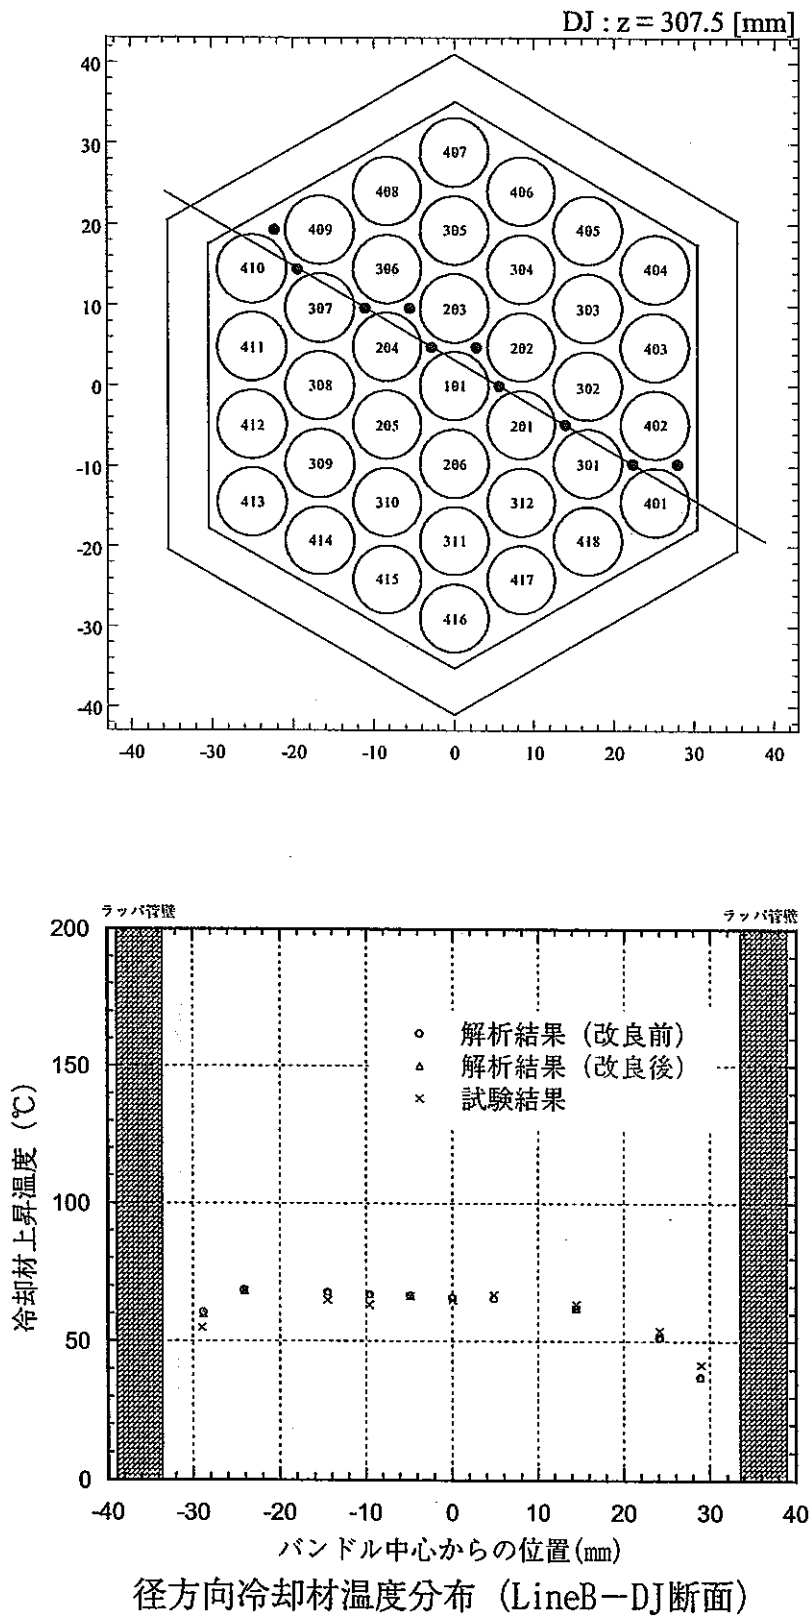 DJ : z = 307.5 [mm]
40
30
20
10
0
-10
-20
-30
-40
407
408 406
409 305 405
410 306 304 404
307 203 303
411 204 202 403
308 101 302
412 205 201 402
309 206 301
413 310 312 401
414 311 418
415 417
416
-40 -30 -20 -10 0 10 20 30 40
ラッパ管壁 ラッパ管壁
200
150
100
50
0
冷却材上昇温度 (℃)
解析結果 (改良前)
解析結果 (改良後)
試験結果
-40 -30 -20 -10 0 10 20 30 40
バンドル中心からの位置(mm)
径方向冷却材温度分布 (LineB-DJ断面)